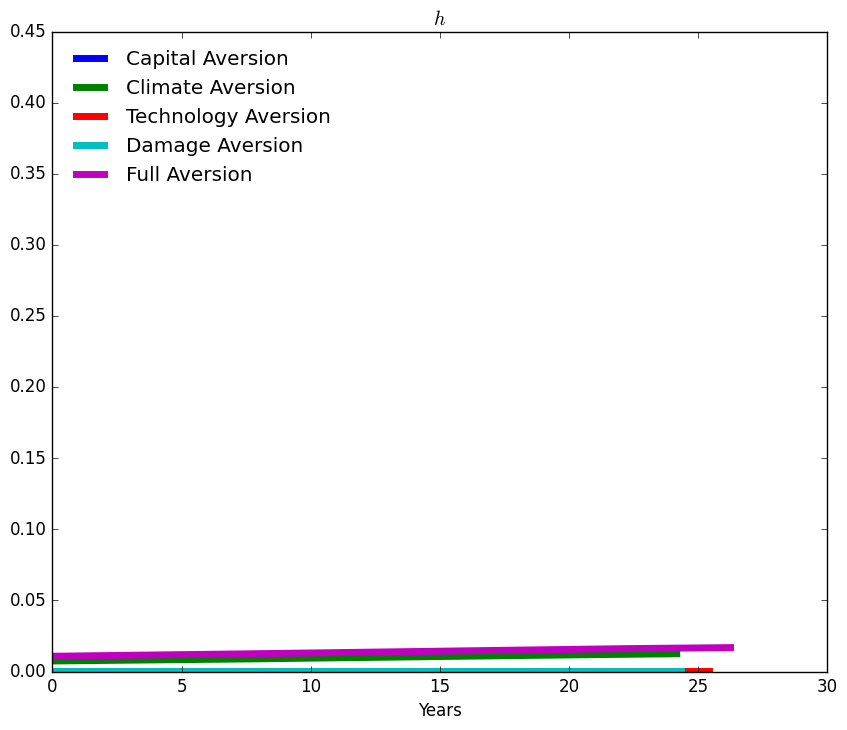 h
0.45
0.40
0.35
0.30
0.25
0.20
0.15
0.10
0.05
0.00
Capital Aversion
Climate Aversion
Technology Aversion
Damage Aversion
Full Aversion
0 5 10 15 20 25 30
Years